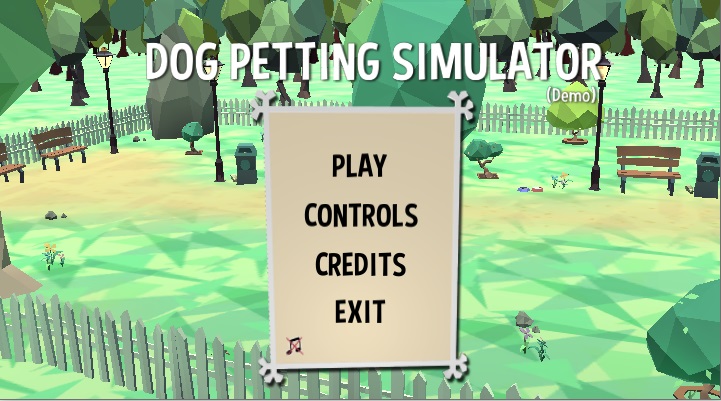 DOG PETTING SIMULATOR
(Demo)
PLAY
CONTROLS
CREDITS
EXIT